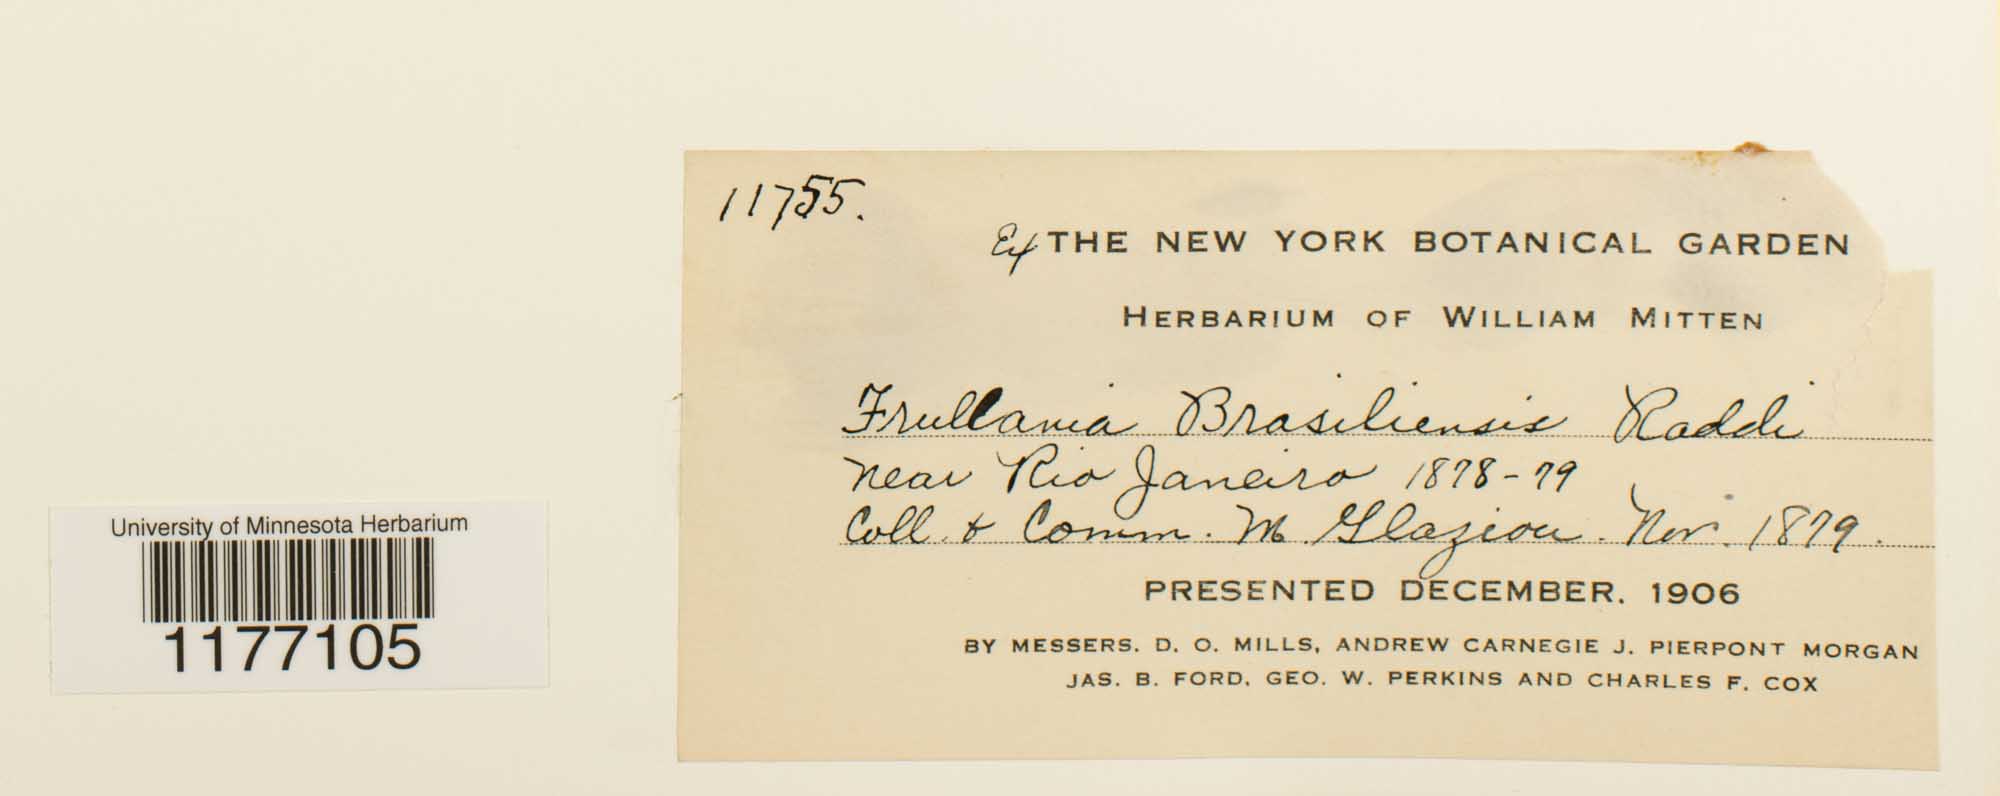 11755.
Ex THE NEW YORK BOTANICAL GARDEN
HERBARIUM OF WILLIAM MITTEN
Frullania Brasiliensis Raddi
near Rio Janeiro 1878-79
Coll. & Comm. M. Glaziou. Nov. 1879.
PRESENTED DECEMBER. 1906
BY MESSERS. D. O. MILLS, ANDREW CARNEGIE J. PIERPONT MORGAN
JAS. B. FORD, GEO. W. PERKINS AND CHARLES F. COX
University of Minnesota Herbarium
1177105